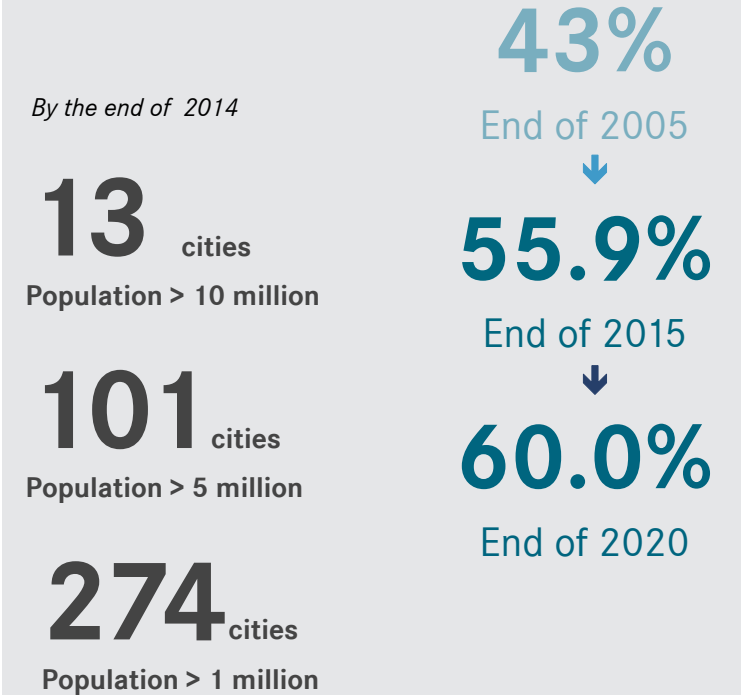 By the end of 2014
13 cities
Population > 10 million
101 cities
Population > 5 million
274 cities
Population > 1 million
43%
End of 2005
55.9%
End of 2015
60.0%
End of 2020